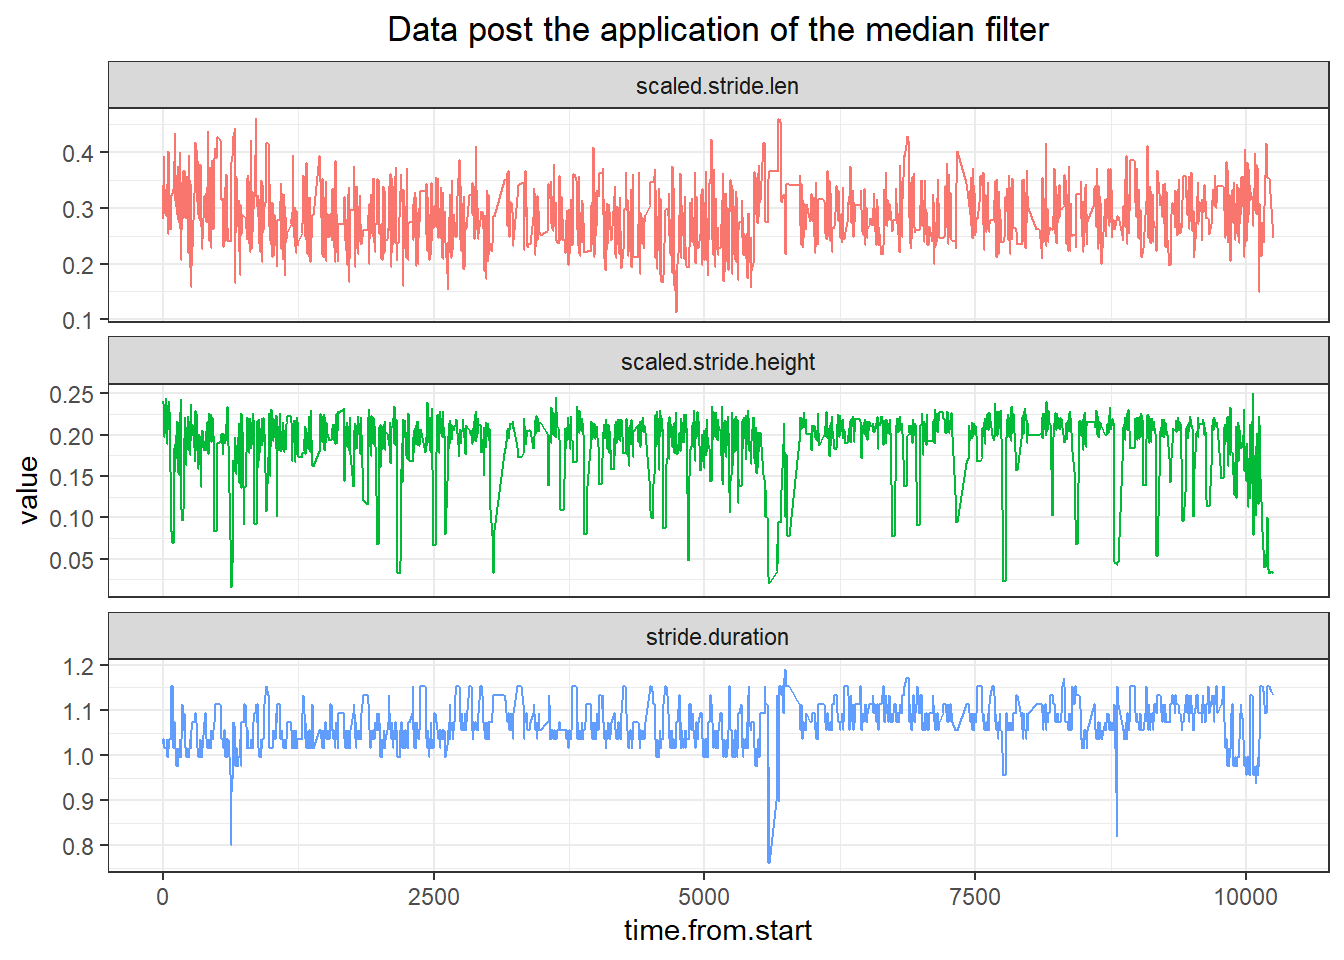 Data post the application of the median filter
scaled.stride.len
0.4
0.3
0.2
0.1
scaled.stride.height
0.25
0.20
0.15
0.10
0.05
value
stride.duration
1.2
1.1
1.0
0.9
0.8
0 2500 5000 7500 10000
time.from.start